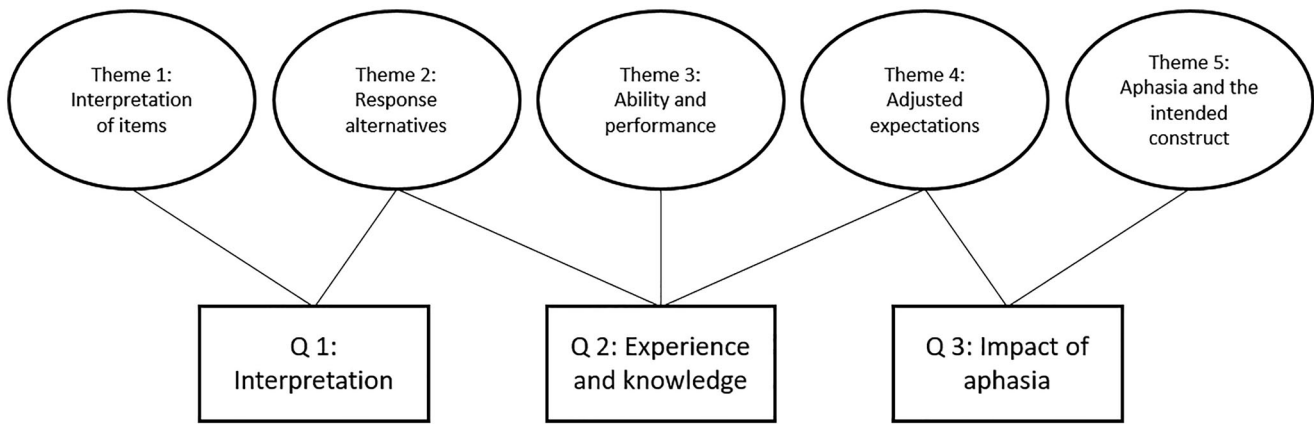 Theme 1:
Interpretation
of items
Theme 2:
Response
alternatives
Theme 3:
Ability and
performance
Theme 4:
Adjusted
expectations
Theme 5:
Aphasia and the
intended
construct
Q 1:
Interpretation
Q 2: Experience
and knowledge
Q 3: Impact of
aphasia